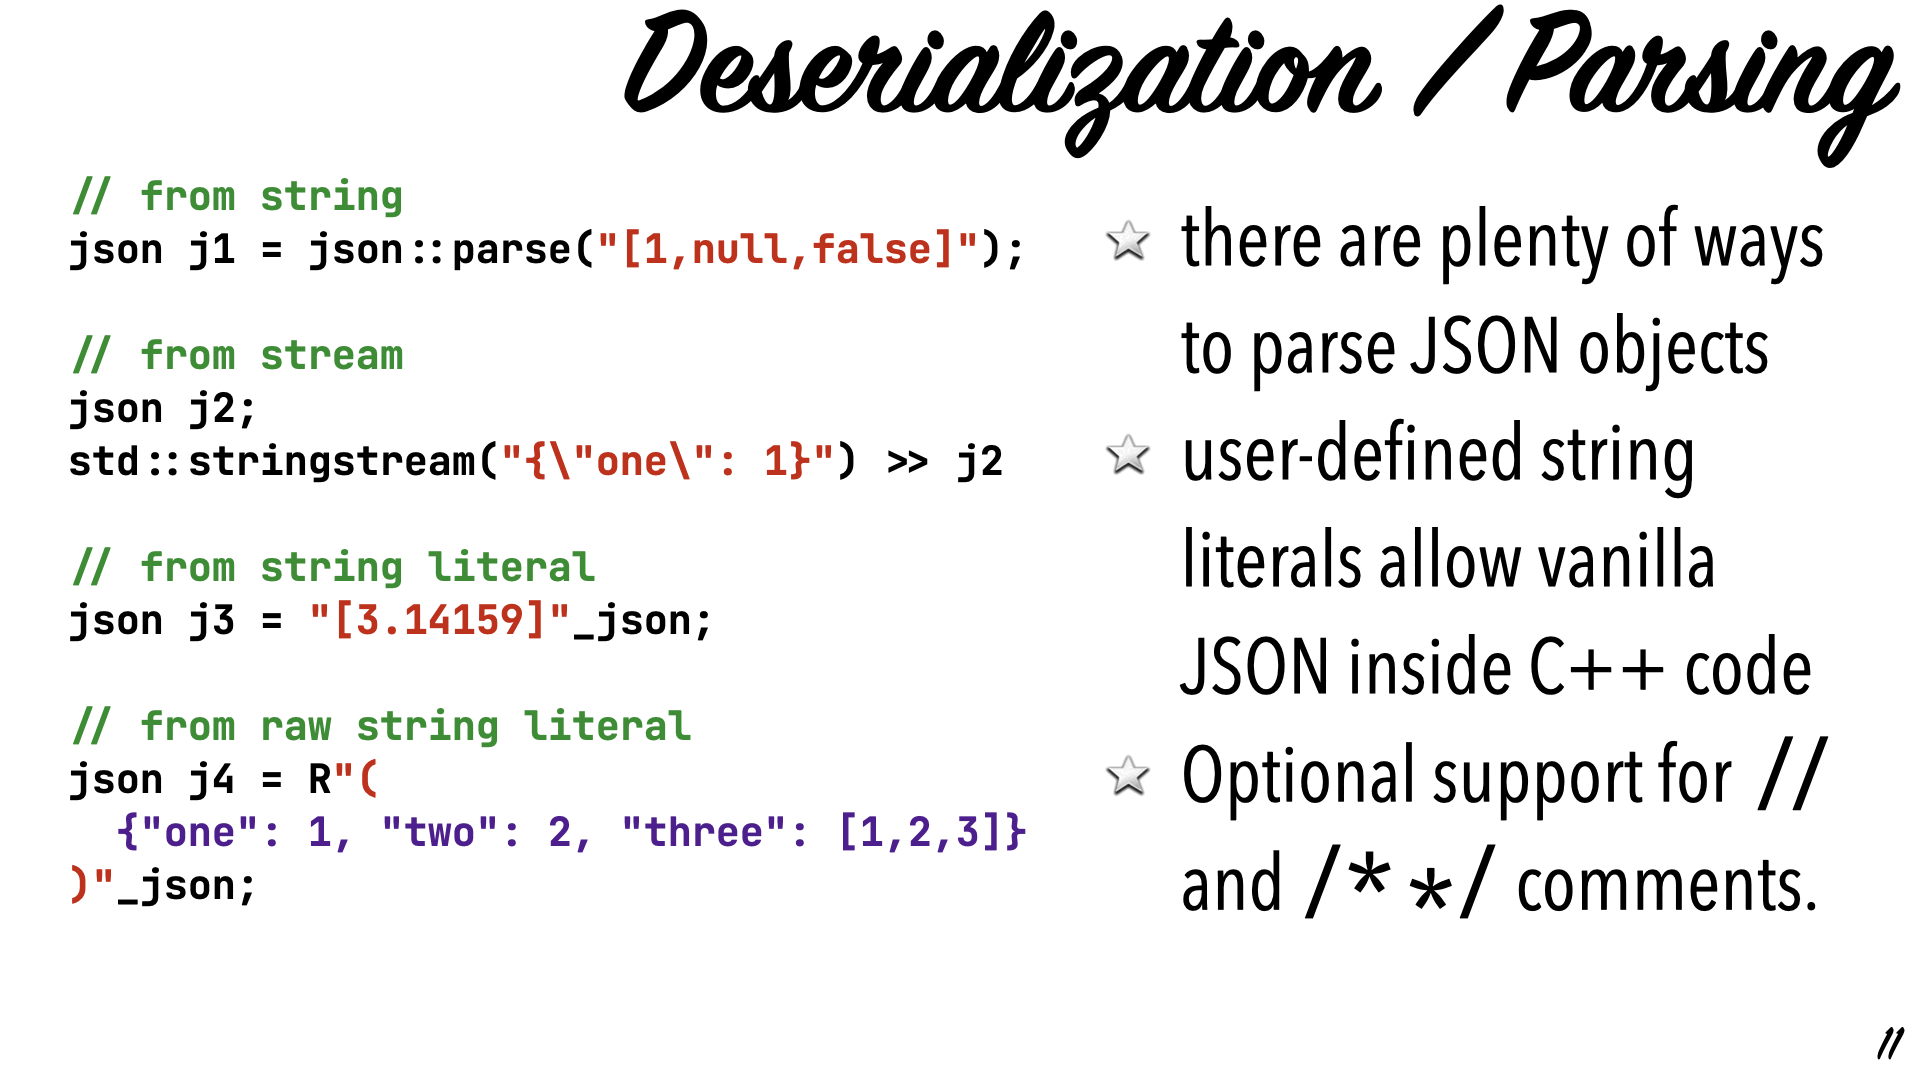 Deserialization / Parsing
// from string
json j1 = json::parse("[1,null,false]");
// from stream
json j2;
std::stringstream("{\"one\": 1}") >> j2
// from string literal
json j3 = "[3.14159]"_json;
// from raw string literal
json j4 = R"(
  {"one": 1, "two": 2, "three": [1,2,3]}
)"_json;
there are plenty of ways
to parse JSON objects
user-defined string
literals allow vanilla
JSON inside C++ code
Optional support for //
and /* */ comments.
11